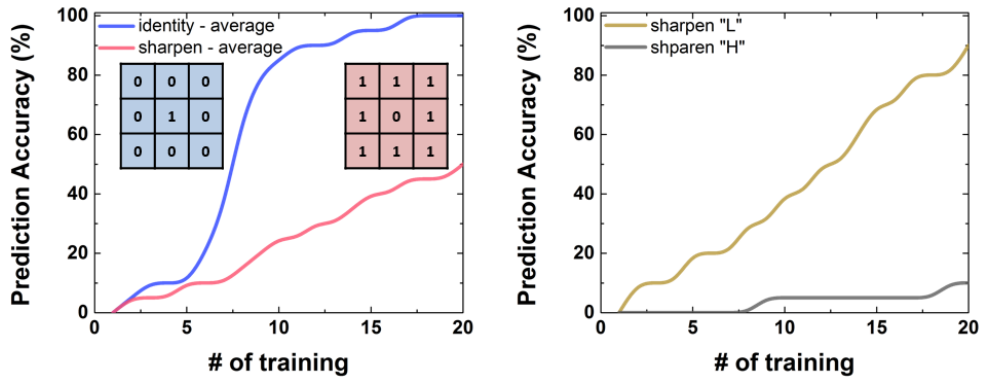 Prediction Accuracy (%)
100
80
60
40
20
0
identity - average
sharpen - average
0 0 0
0 1 0
0 0 0
1 1 1
1 0 1
1 1 1
0 5 10 15 20
# of training
Prediction Accuracy (%)
100
80
60
40
20
0
sharpen "L"
shparen "H"
0 5 10 15 20
# of training